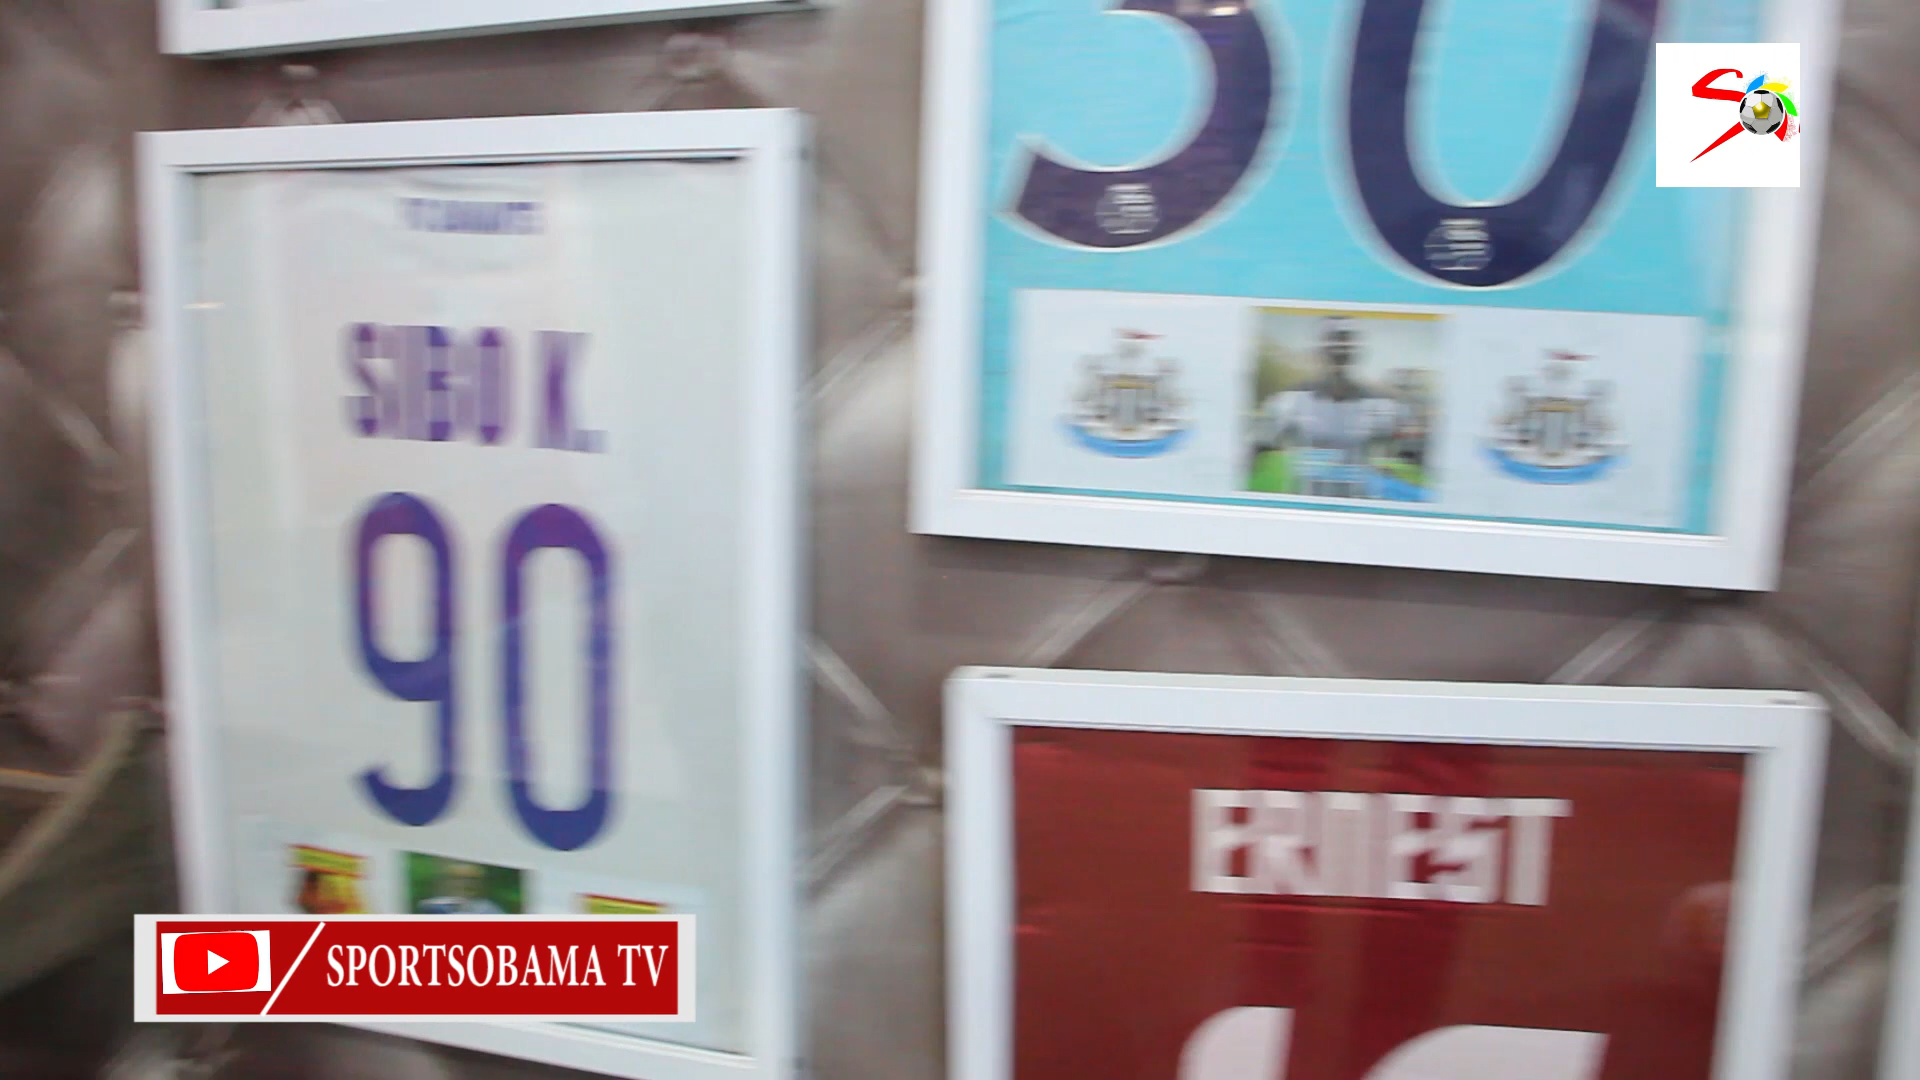 30
SIBO K.
90
ERNEST
SPORTSOBAMA TV